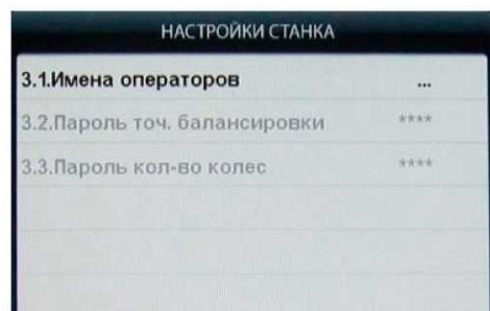 НАСТРОЙКИ СТАНКА
3.1.Имена операторов ...
3.2.Пароль точ. балансировки ****
3.3.Пароль кол-во колес ****